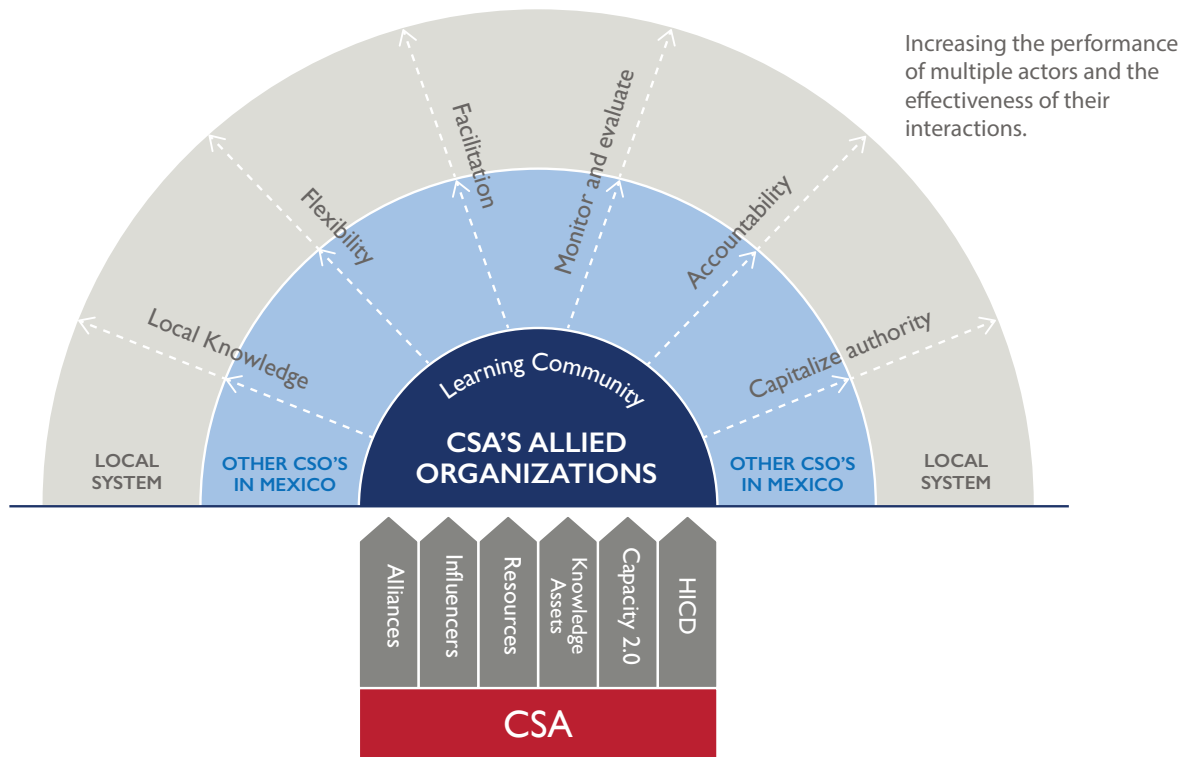 Increasing the performance
of multiple actors and the
effectiveness of their
interactions.
Local Knowledge
Flexibility
Facilitation
Monitor and evaluate
Accountability
Capitalize authority
Learning Community
CSA'S ALLIED
ORGANIZATIONS
LOCAL
SYSTEM
OTHER CSO'S
IN MEXICO
OTHER CSO'S
IN MEXICO
LOCAL
SYSTEM
Alliances
Influencers
Resources
Knowledge
Assets
Capacity 2.0
HICD
CSA